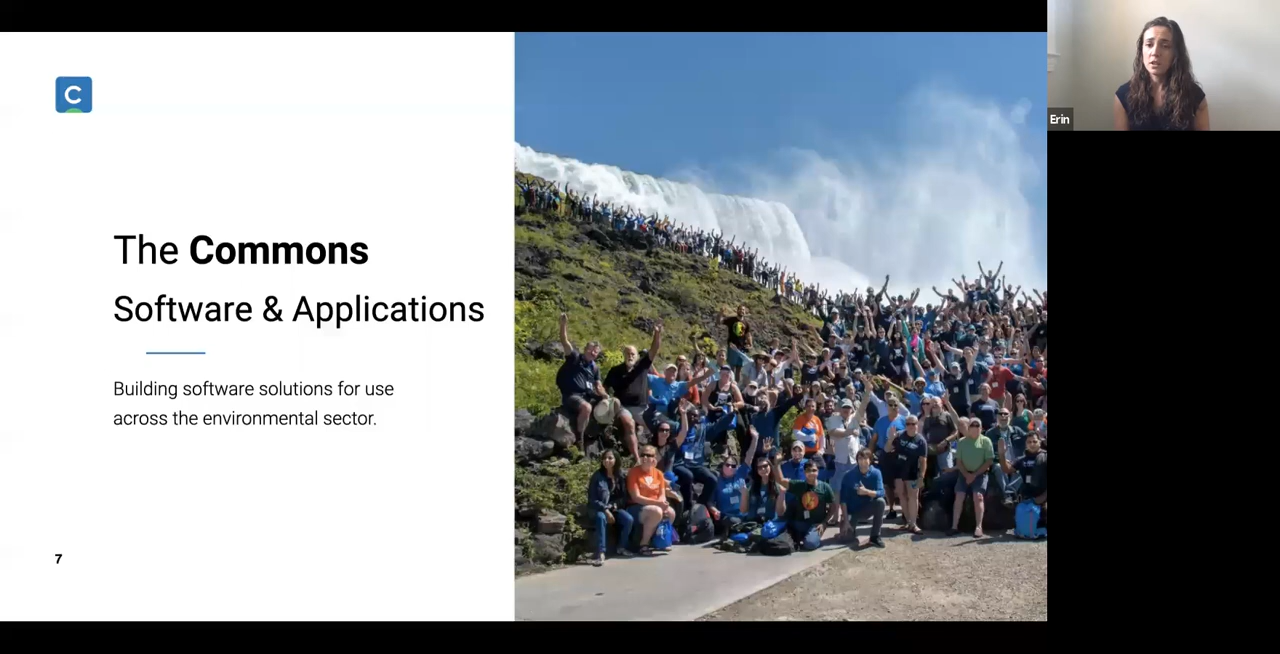 C
The Commons
Software & Applications
Building software solutions for use
across the environmental sector.
7
Erin